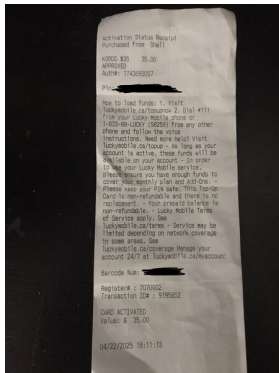 Activation Status Receipt
Purchased from Shell
KOODO $35 35.00
APPROVED
Auth#: 1743693057
How to load funds: 1. Visit
luckymobile.ca/topupnow 2. Dial *111
from your Lucky Mobile phone or
1-833-88-LUCKY (58259) from any other
phone and follow the voice
instructions. Need more help? Visit
luckymobile.ca/topup - As long as your
account is active, these funds will be
available on your account - In order
to use your Lucky Mobile service,
please ensure you have enough funds to
cover your monthly plan and Add-Ons. -
Please keep your PIN safe. This Top-Up
Card is non-refundable and there is no
replacement. - Your prepaid balance is
non-refundable. - Lucky Mobile Terms
of Service apply. See
luckymobile.ca/terms - Service may be
limited depending on network coverage
in some areas. See
luckymobile.ca/coverage Manage your
account 24/7 at luckymobile.ca/myaccount
Barcode Num:
Register# : 7070002
Transaction ID# : 9195852
CARD ACTIVATED
Value: $ 35.00
04/22/2025 18:11:13